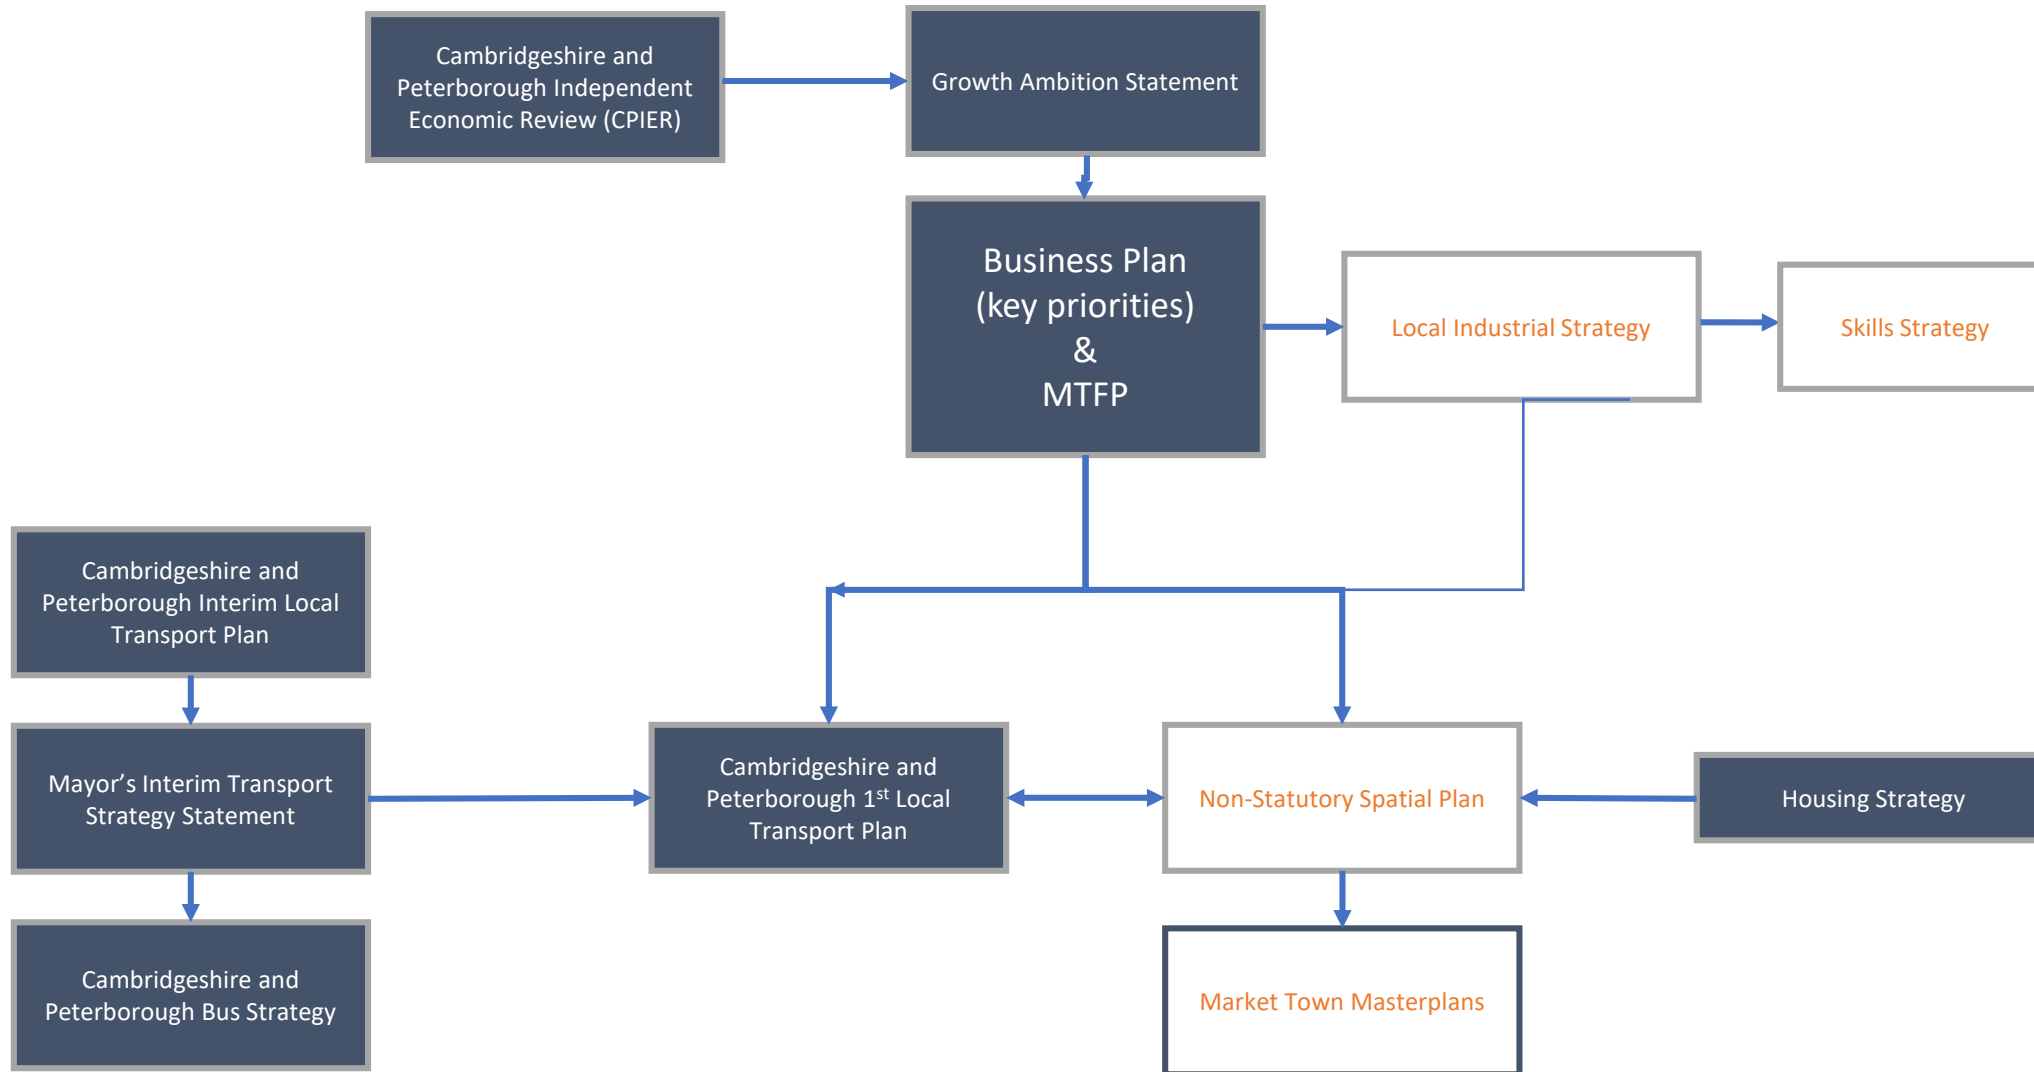 Cambridgeshire and
Peterborough Independent
Economic Review (CPIER)
Growth Ambition Statement
Business Plan
(key priorities)
&
MTFP
Local Industrial Strategy
Skills Strategy
Cambridgeshire and
Peterborough Interim Local
Transport Plan
Mayor’s Interim Transport
Strategy Statement
Cambridgeshire and
Peterborough 1st Local
Transport Plan
Non-Statutory Spatial Plan
Housing Strategy
Cambridgeshire and
Peterborough Bus Strategy
Market Town Masterplans